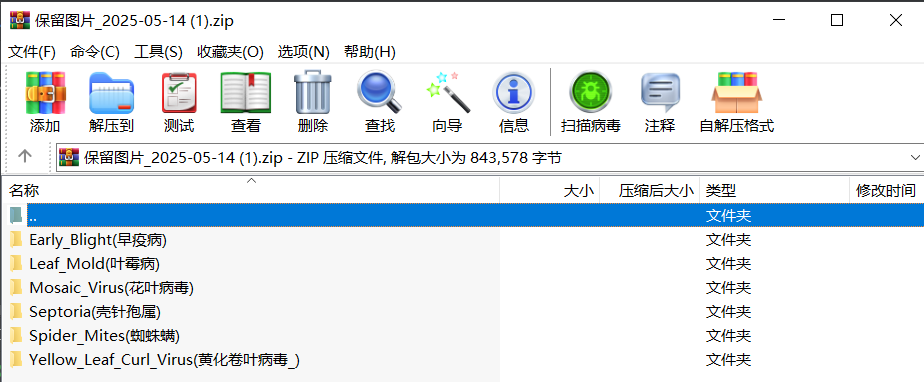 保留图片_2025-05-14 (1).zip
文件(F) 命令(C) 工具(S) 收藏夹(O) 选项(N) 帮助(H)
添加 解压到 测试 查看 删除 查找 向导 信息 扫描病毒 注释 自解压格式
保留图片_2025-05-14 (1).zip - ZIP 压缩文件, 解包大小为 843,578 字节
名称 大小 压缩后大小 类型 修改时间
.. 文件夹
Early_Blight(早疫病) 文件夹
Leaf_Mold(叶霉病) 文件夹
Mosaic_Virus(花叶病毒) 文件夹
Septoria(壳针孢属) 文件夹
Spider_Mites(蜘蛛螨) 文件夹
Yellow_Leaf_Curl_Virus(黄化卷叶病毒_) 文件夹